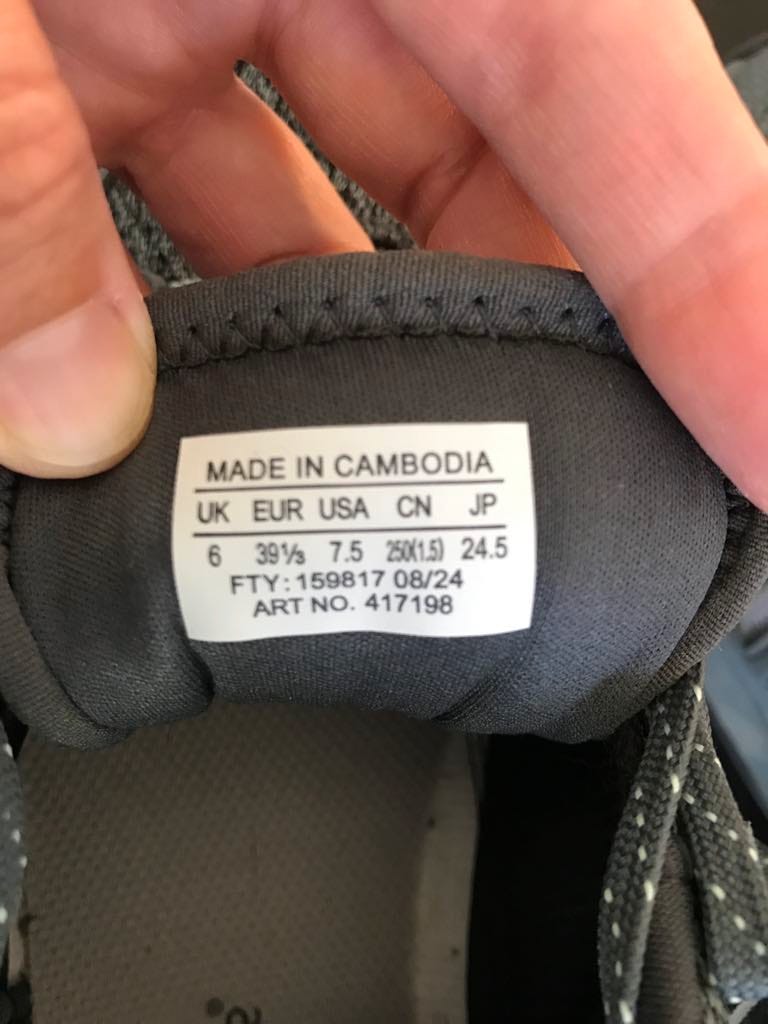 MADE IN CAMBODIA
UK EUR USA CN JP
6 39⅓ 7.5 250(1.5) 24.5
FTY: 159817 08/24
ART NO. 417198